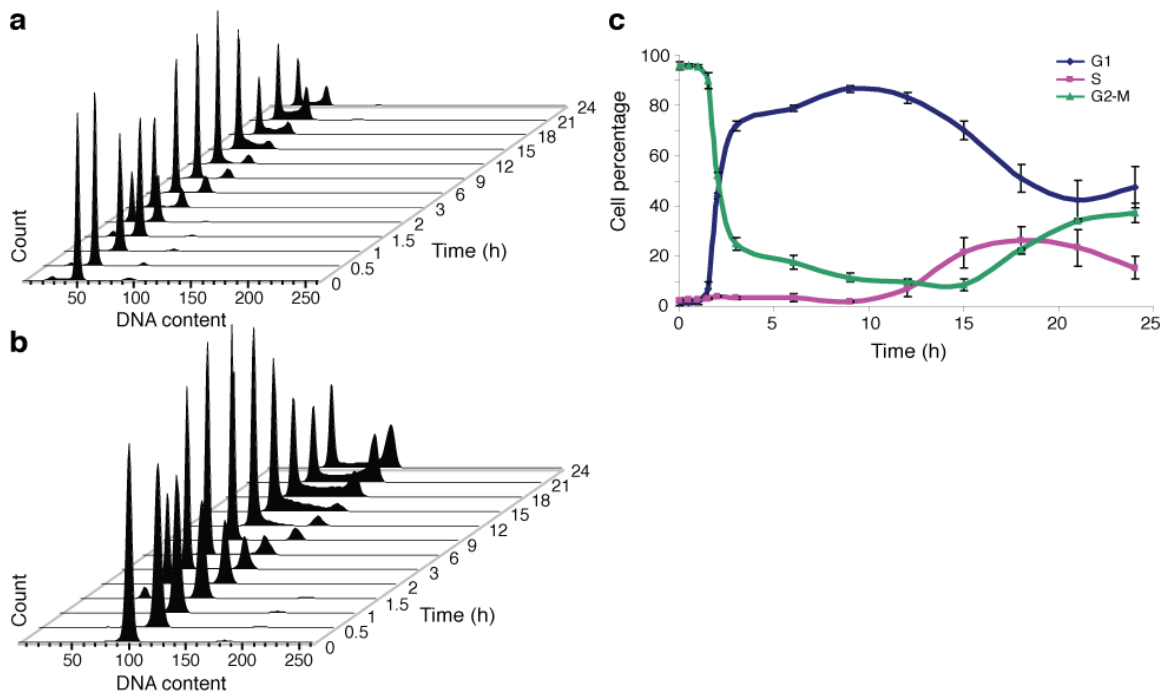 a
Count
50 100 150 200 250
DNA content
0 0.5 1 1.5 2 3 6 9 12 15 18 21 24
Time (h)
b
Count
50 100 150 200 250
DNA content
0 0.5 1 1.5 2 3 6 9 12 15 18 21 24
Time (h)
c
G1
S
G2-M
Cell percentage
100
80
60
40
20
0
0 5 10 15 20 25
Time (h)